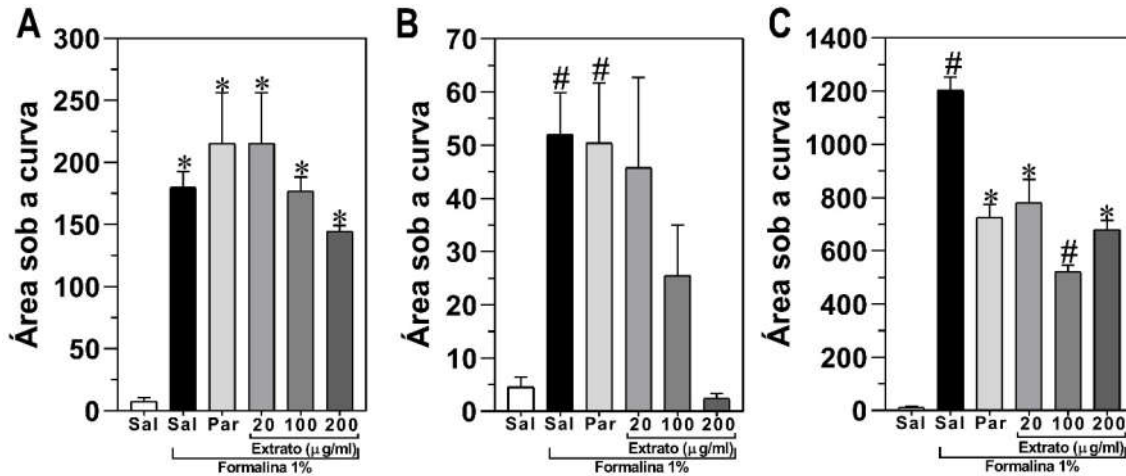 A
Área sob a curva
300
250
200
150
100
50
0
* * * * *
Sal Sal Par 20 100 200
Extrato (µg/ml)
Formalina 1%
B
Área sob a curva
70
60
50
40
30
20
10
0
# #
Sal Sal Par 20 100 200
Extrato (µg/ml)
Formalina 1%
C
Área sob a curva
1400
1200
1000
800
600
400
200
0
# * * # *
Sal Sal Par 20 100 200
Extrato (µg/ml)
Formalina 1%